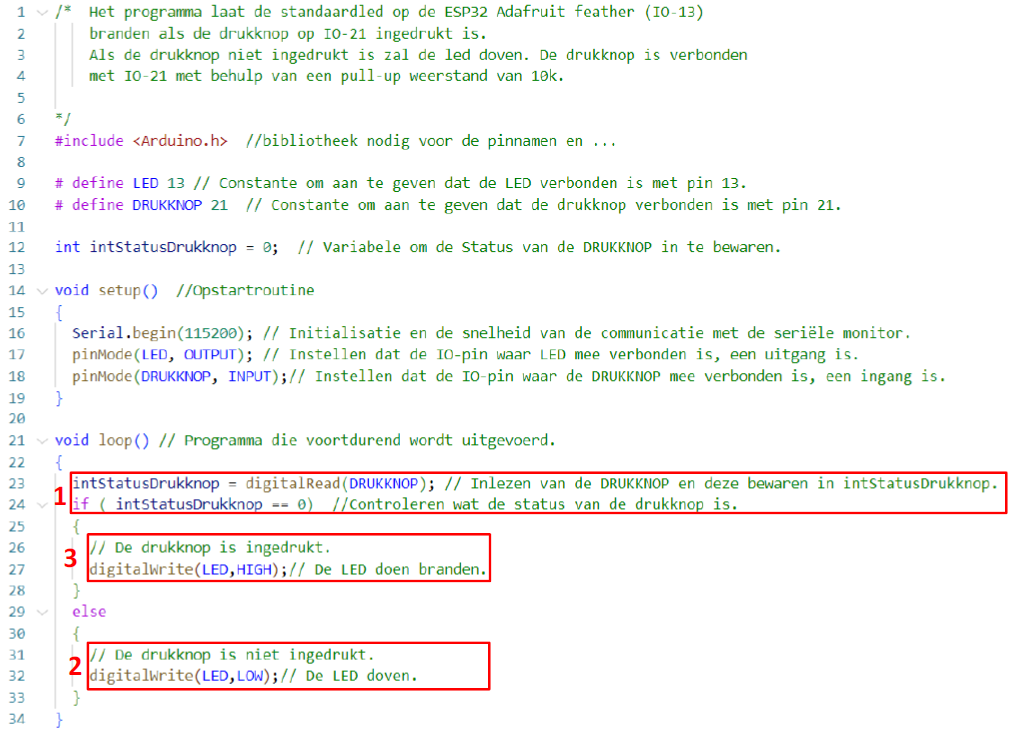 1 /* Het programma laat de standaardled op de ESP32 Adafruit feather (IO-13)
2 branden als de drukknop op IO-21 ingedrukt is.
3 Als de drukknop niet ingedrukt is zal de led doven. De drukknop is verbonden
4 met IO-21 met behulp van een pull-up weerstand van 10k.
5
6 */
7 #include <Arduino.h> //bibliotheek nodig voor de pinnamen en ...
8
9 # define LED 13 // Constante om aan te geven dat de LED verbonden is met pin 13.
10 # define DRUKKNOP 21 // Constante om aan te geven dat de drukknop verbonden is met pin 21.
11
12 int intStatusDrukknop = 0; // Variabele om de Status van de DRUKKNOP in te bewaren.
13
14 void setup() //Opstartroutine
15 {
16 Serial.begin(115200); // Initialisatie en de snelheid van de communicatie met de seriële monitor.
17 pinMode(LED, OUTPUT); // Instellen dat de IO-pin waar LED mee verbonden is, een uitgang is.
18 pinMode(DRUKKNOP, INPUT);// Instellen dat de IO-pin waar de DRUKKNOP mee verbonden is, een ingang is.
19 }
20
21 void loop() // Programma die voortdurend wordt uitgevoerd.
22 {
23 intStatusDrukknop = digitalRead(DRUKKNOP); // Inlezen van de DRUKKNOP en deze bewaren in intStatusDrukknop.
1
24 if ( intStatusDrukknop == 0) //Controleren wat de status van de drukknop is.
25 {
26 // De drukknop is ingedrukt.
3
27 digitalWrite(LED,HIGH);// De LED doen branden.
28 }
29 else
30 {
31 // De drukknop is niet ingedrukt.
2
32 digitalWrite(LED,LOW);// De LED doven.
33 }
34 }